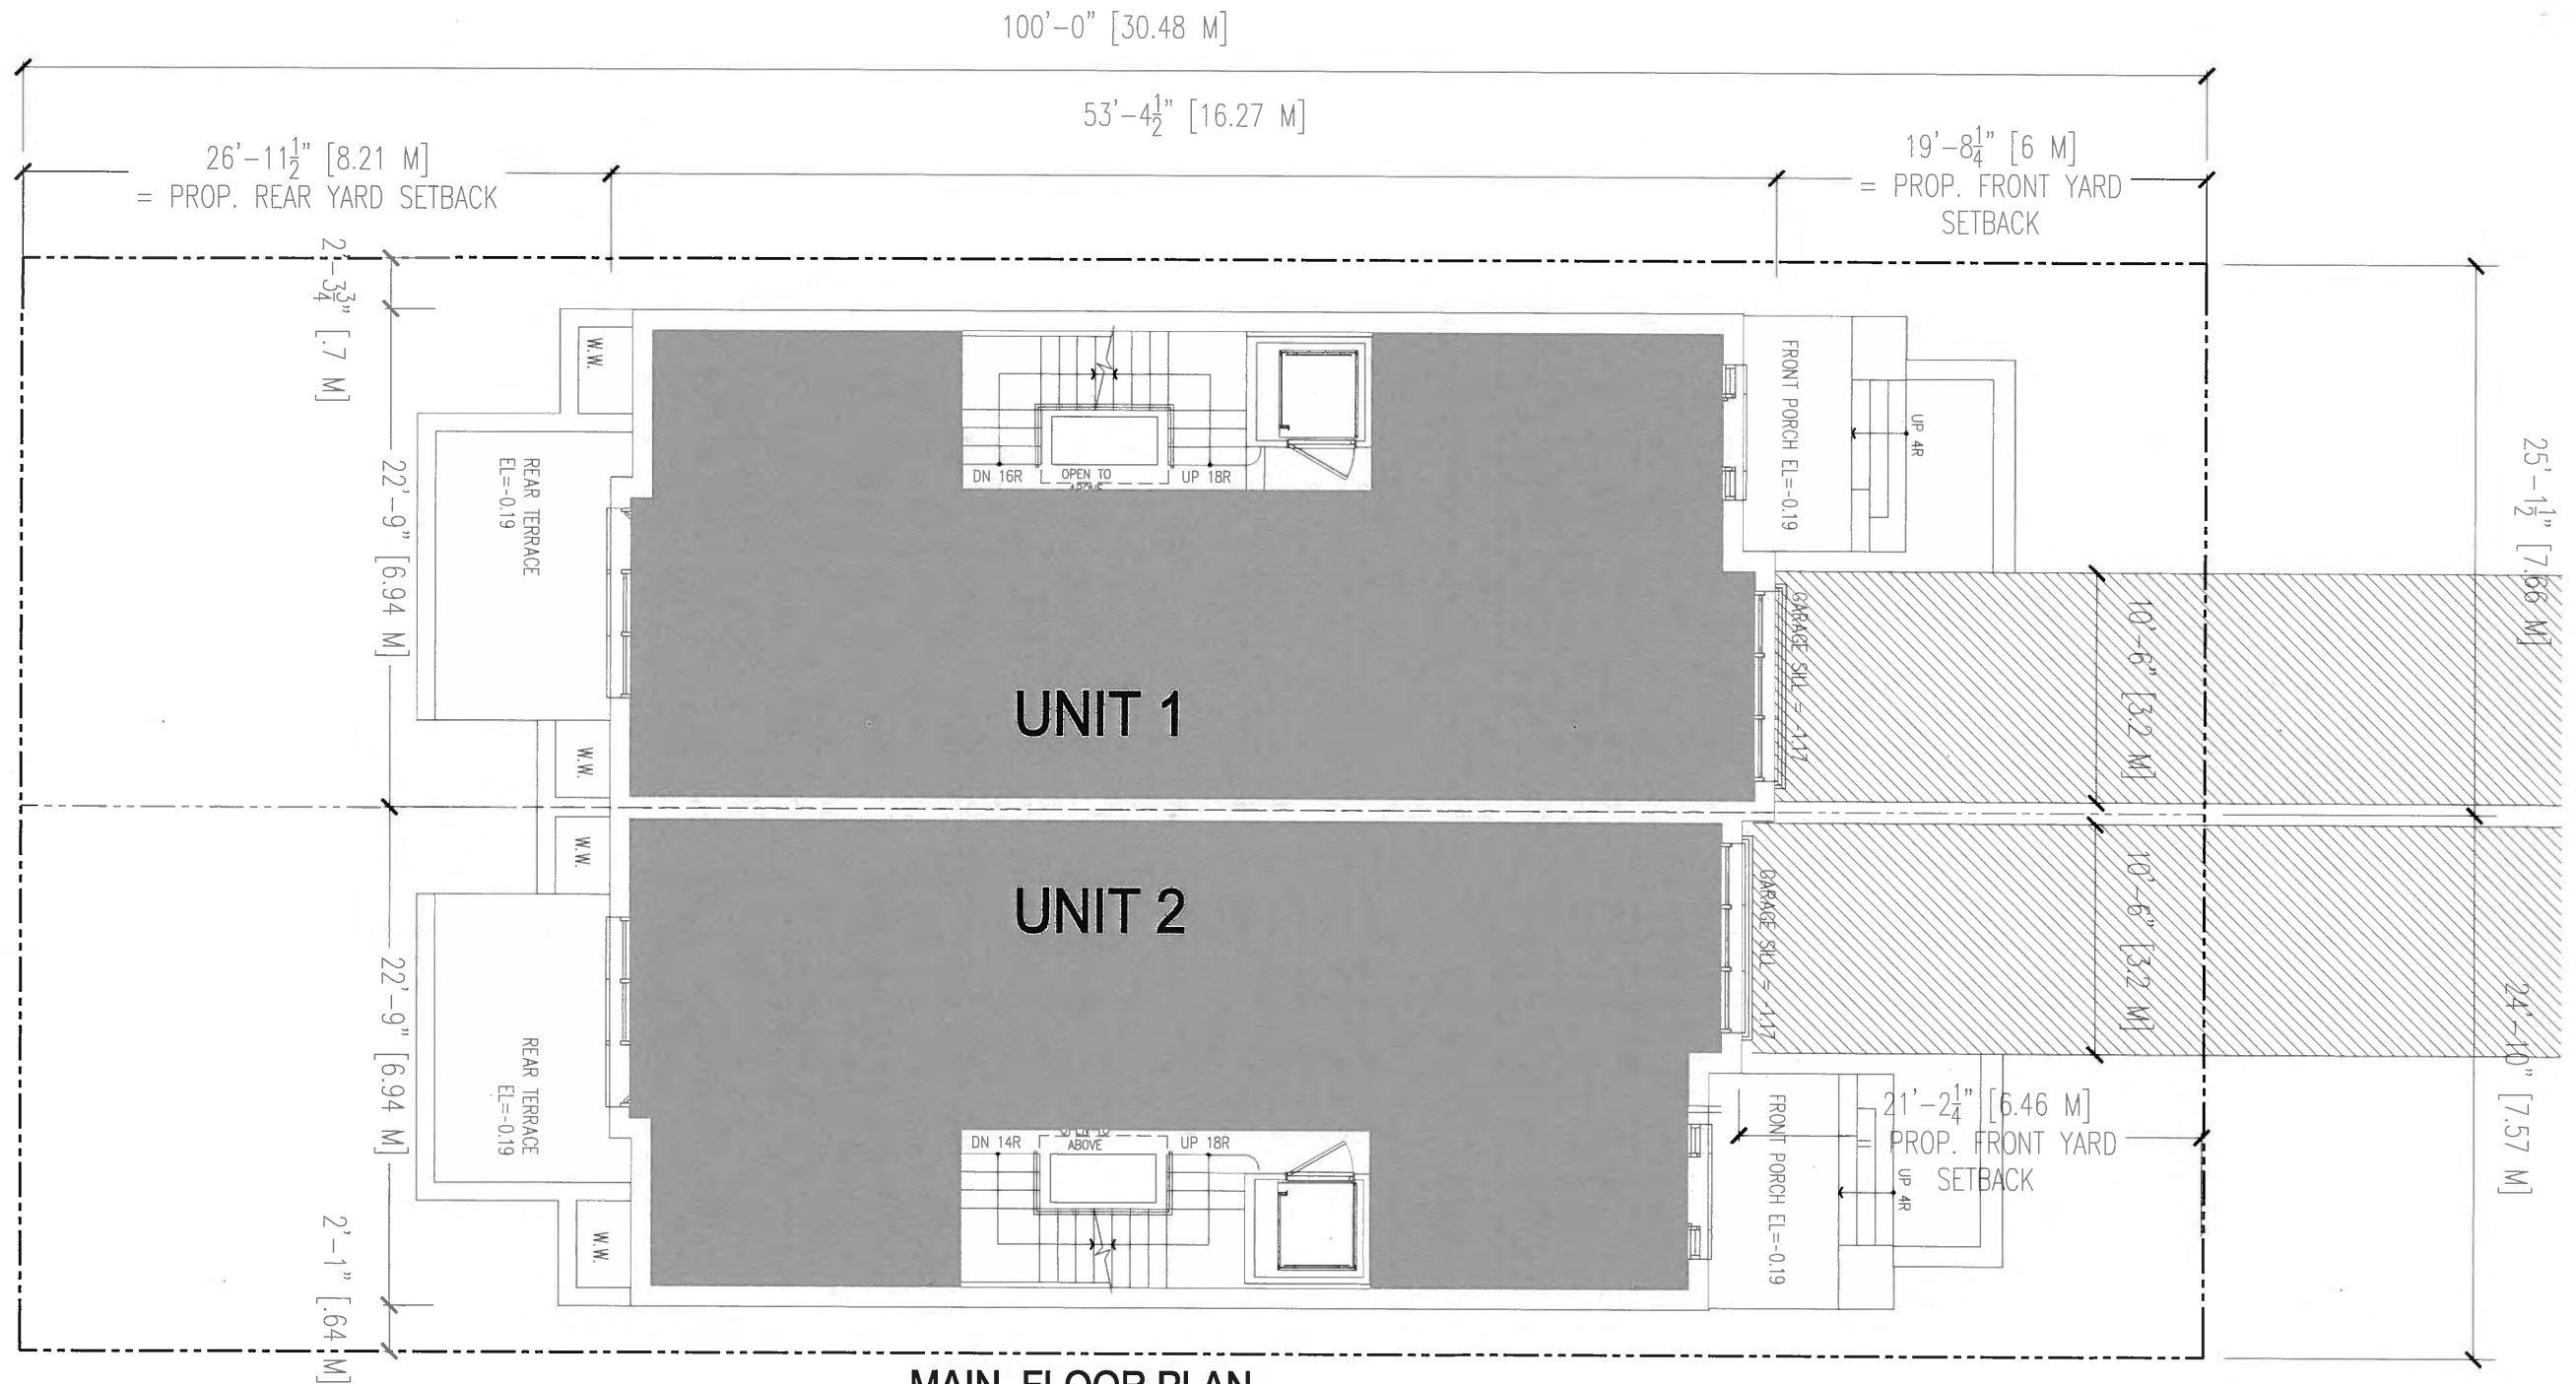 100'-0" [30.48 M]
53'-4½" [16.27 M]
26'-11½" [8.21 M]
= PROP. REAR YARD SETBACK
19'-8¼" [6 M]
= PROP. FRONT YARD
SETBACK
2'-3¾" [.7 M]
22'-9" [6.94 M]
W.W.
REAR TERRACE
EL=-0.19
W.W.
DN 16R
OPEN TO
ABOVE
UP 18R
FRONT PORCH EL=-0.19
UP 4R
25'-1½" [7.66 M]
GARAGE SILL = -1.17
10'-6" [3.2 M]
UNIT 1
UNIT 2
W.W.
22'-9" [6.94 M]
REAR TERRACE
EL=-0.19
W.W.
2'-1" [.64 M]
DN 14R
OPEN TO
ABOVE
UP 18R
GARAGE SILL = -1.17
10'-6" [3.2 M]
24'-10" [7.57 M]
21'-2¼" [6.46 M]
= PROP. FRONT YARD
SETBACK
FRONT PORCH EL=-0.19
UP 4R
MAIN FLOOR PLAN